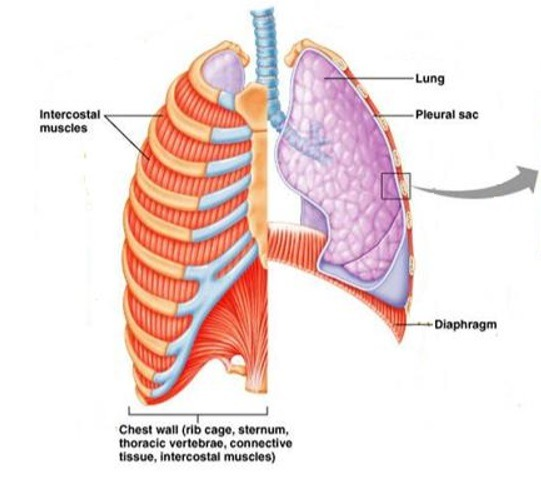 Lung
Intercostal
muscles
Pleural sac
Diaphragm
Chest wall (rib cage, sternum,
thoracic vertebrae, connective
tissue, intercostal muscles)